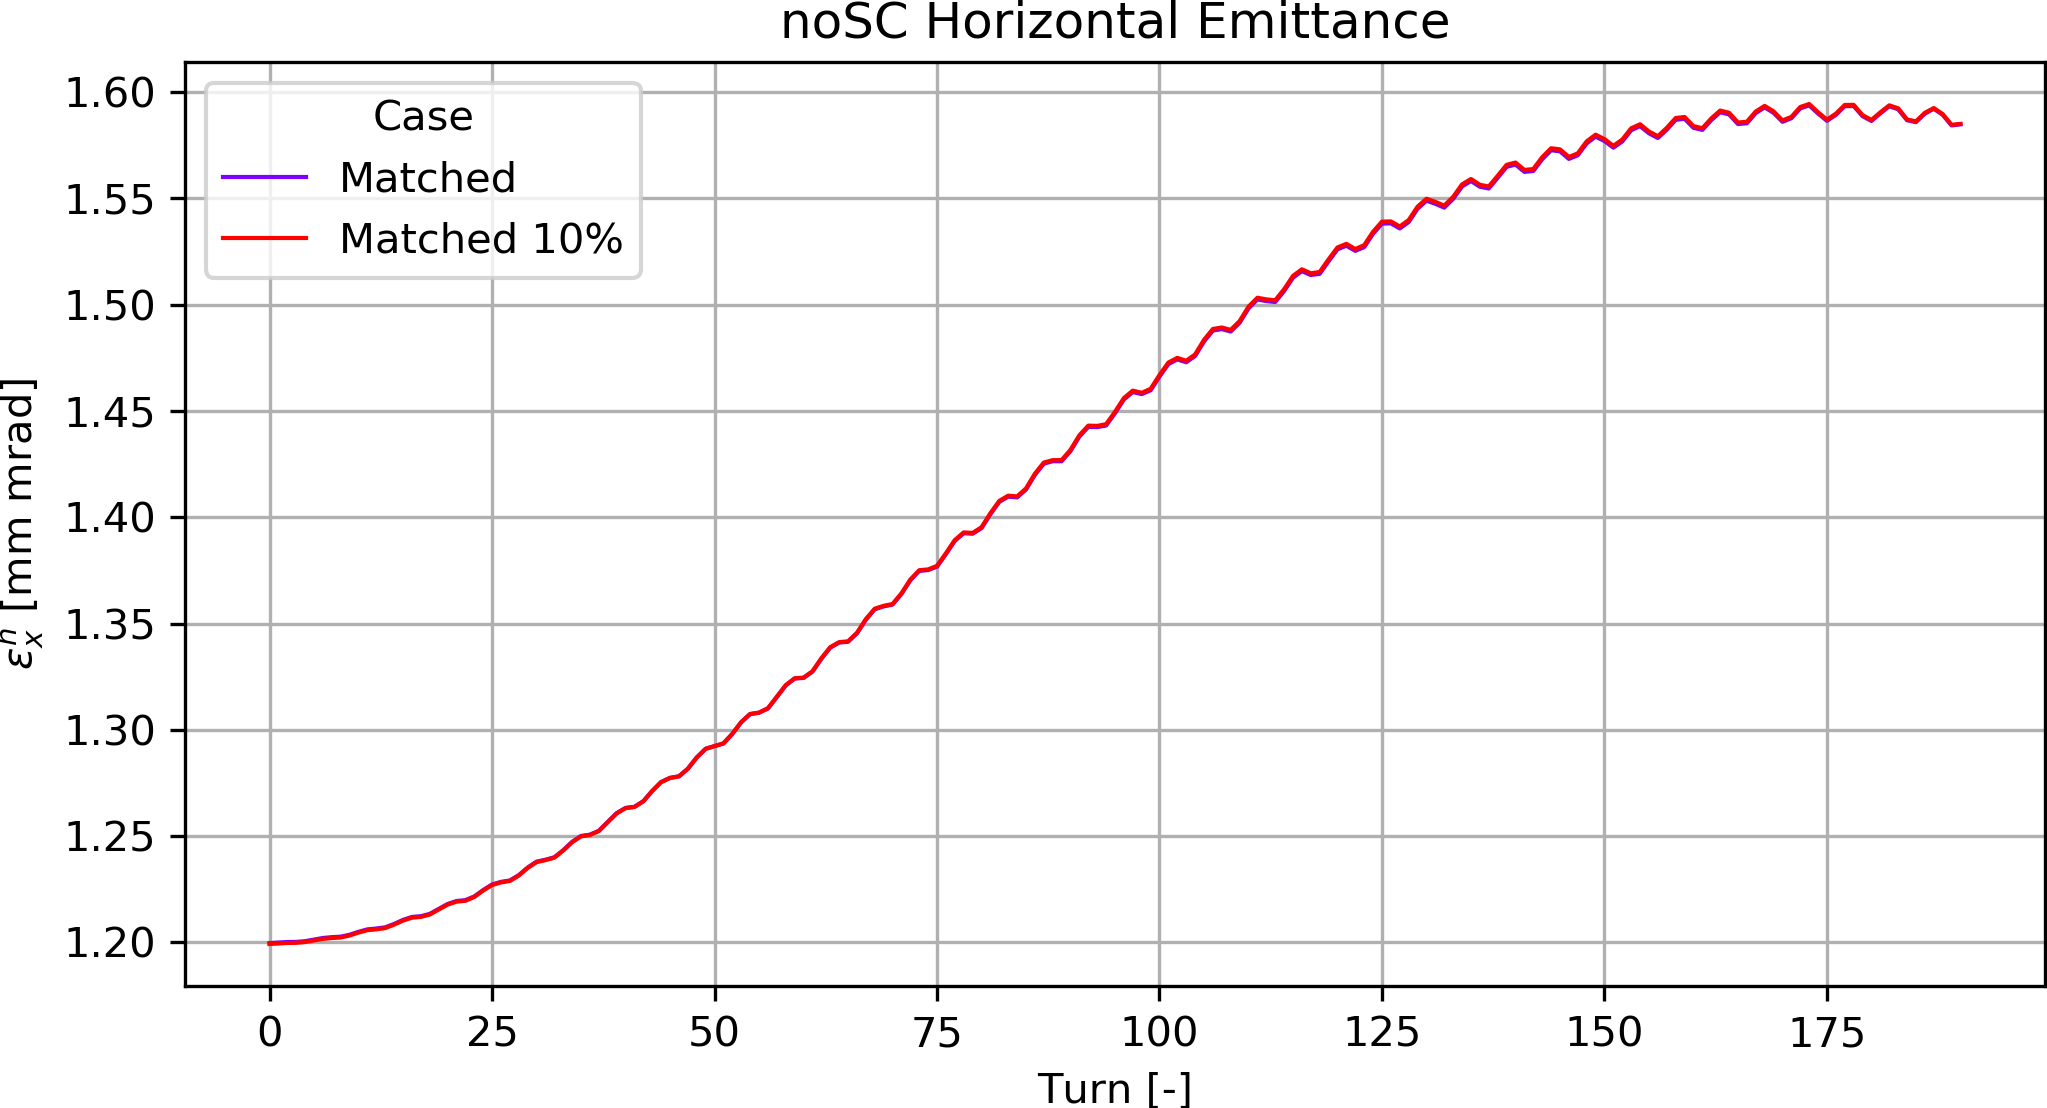 noSC Horizontal Emittance
Case
Matched
Matched 10%
1.60
1.55
1.50
1.45
1.40
1.35
1.30
1.25
1.20
εₓⁿ [mm mrad]
0 25 50 75 100 125 150 175
Turn [-]